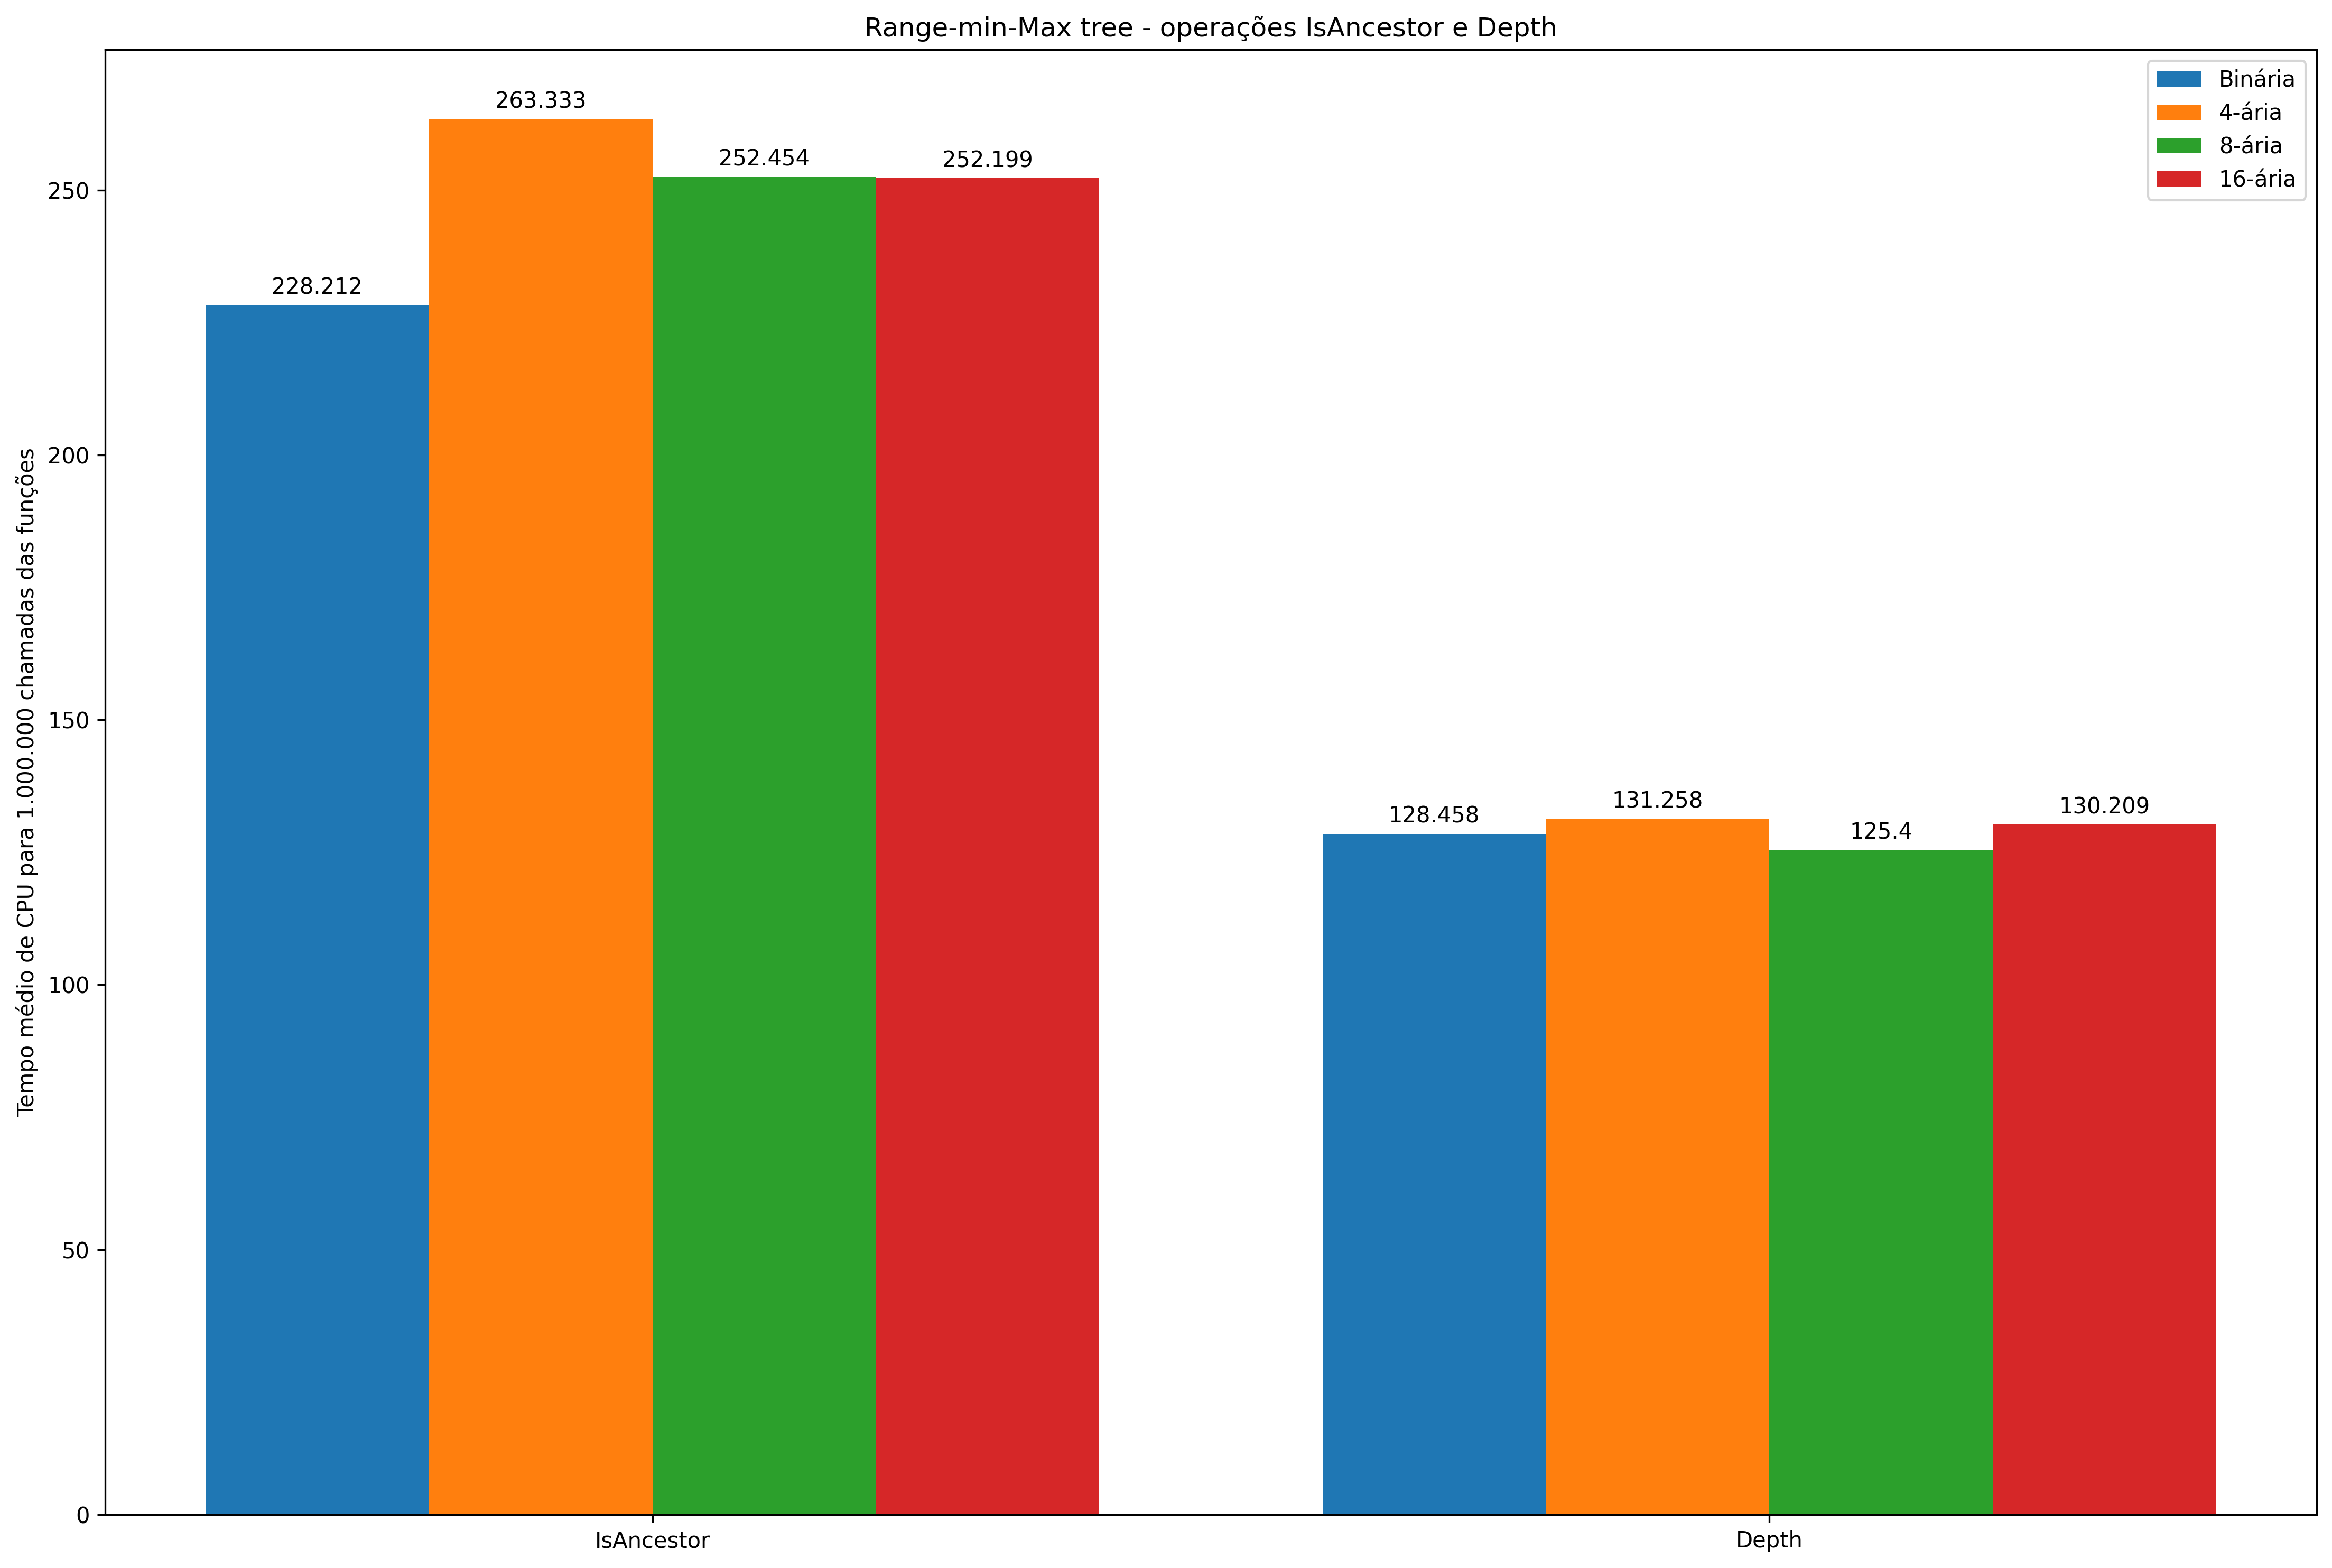 Range-min-Max tree - operações IsAncestor e Depth
Tempo médio de CPU para 1.000.000 chamadas das funções
250
200
150
100
50
0
263.333
252.454
252.199
228.212
128.458
131.258
125.4
130.209
IsAncestor
Depth
Binária
4-ária
8-ária
16-ária